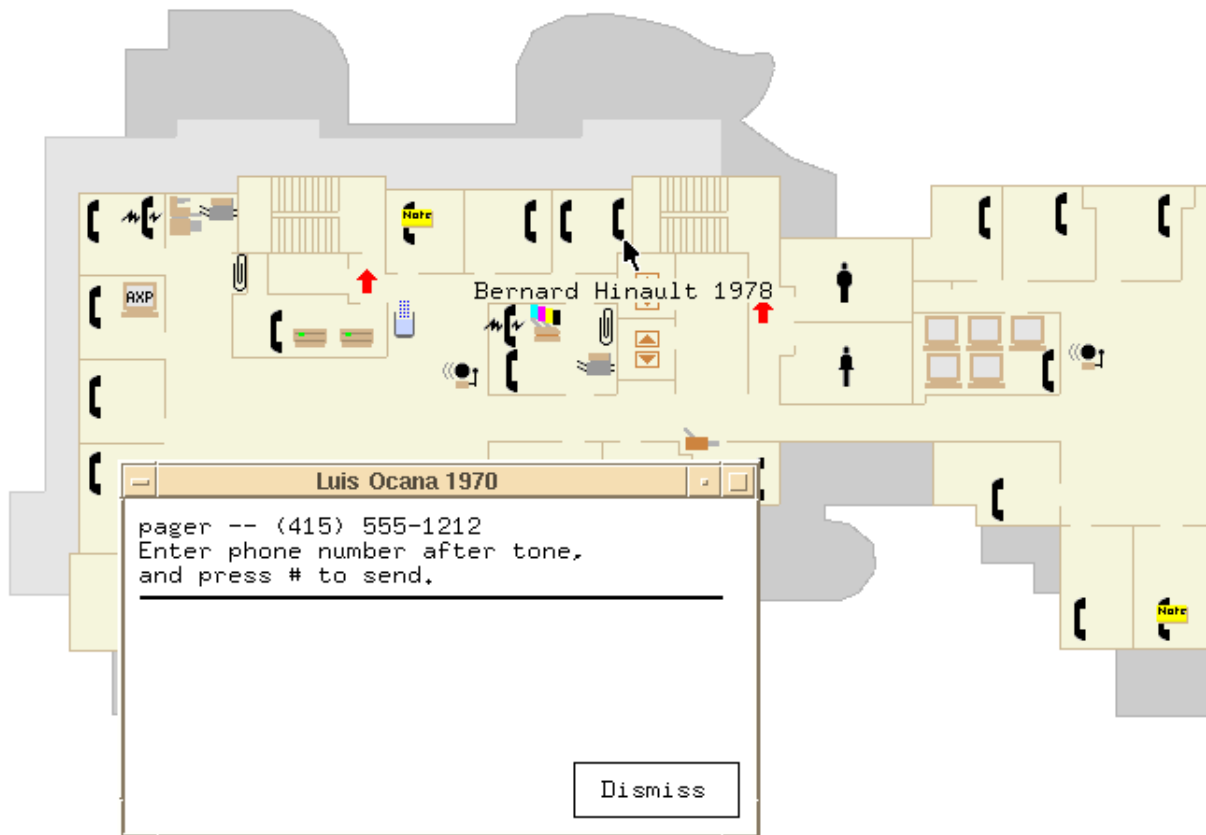 Note
AXP
Bernard Hinault 1978
Luis Ocana 1970
pager -- (415) 555-1212
Enter phone number after tone,
and press # to send.
Note
Dismiss